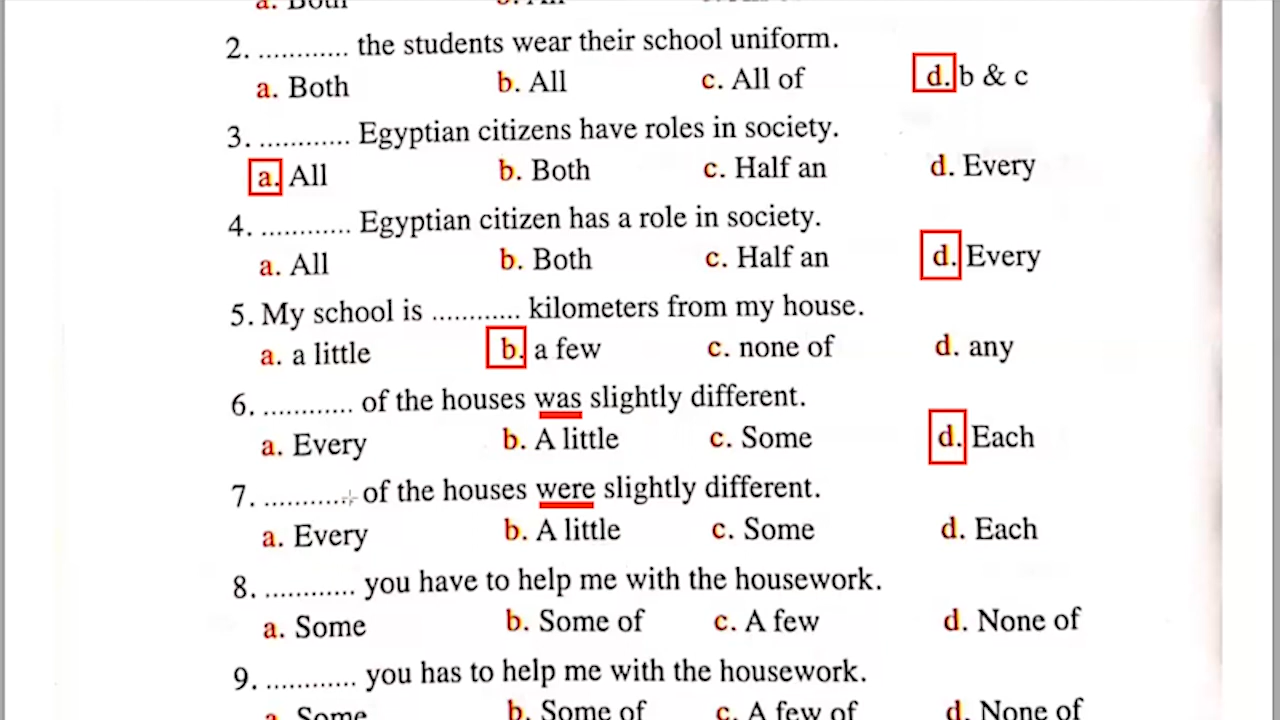 a. Both b. All
2. ............ the students wear their school uniform.
a. Both b. All c. All of d. b & c
3. ............ Egyptian citizens have roles in society.
a. All b. Both c. Half an d. Every
4. ............ Egyptian citizen has a role in society.
a. All b. Both c. Half an d. Every
5. My school is ............ kilometers from my house.
a. a little b. a few c. none of d. any
6. ............ of the houses was slightly different.
a. Every b. A little c. Some d. Each
7. ............ of the houses were slightly different.
a. Every b. A little c. Some d. Each
8. ............ you have to help me with the housework.
a. Some b. Some of c. A few d. None of
9. ............ you has to help me with the housework.
a. Some b. Some of c. A few of d. None of